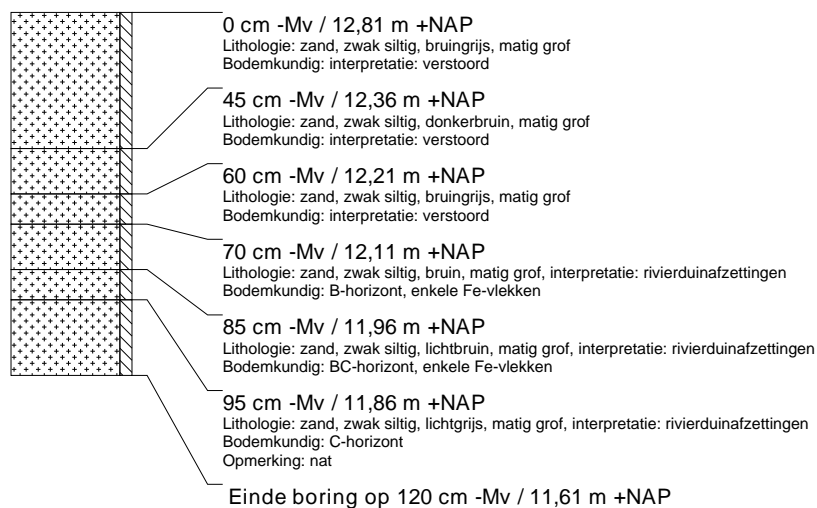 0 cm -Mv / 12,81 m +NAP
Lithologie: zand, zwak siltig, bruingrijs, matig grof
Bodemkundig: interpretatie: verstoord
45 cm -Mv / 12,36 m +NAP
Lithologie: zand, zwak siltig, donkerbruin, matig grof
Bodemkundig: interpretatie: verstoord
60 cm -Mv / 12,21 m +NAP
Lithologie: zand, zwak siltig, bruingrijs, matig grof
Bodemkundig: interpretatie: verstoord
70 cm -Mv / 12,11 m +NAP
Lithologie: zand, zwak siltig, bruin, matig grof, interpretatie: rivierduinafzettingen
Bodemkundig: B-horizont, enkele Fe-vlekken
85 cm -Mv / 11,96 m +NAP
Lithologie: zand, zwak siltig, lichtbruin, matig grof, interpretatie: rivierduinafzettingen
Bodemkundig: BC-horizont, enkele Fe-vlekken
95 cm -Mv / 11,86 m +NAP
Lithologie: zand, zwak siltig, lichtgrijs, matig grof, interpretatie: rivierduinafzettingen
Bodemkundig: C-horizont
Opmerking: nat
Einde boring op 120 cm -Mv / 11,61 m +NAP